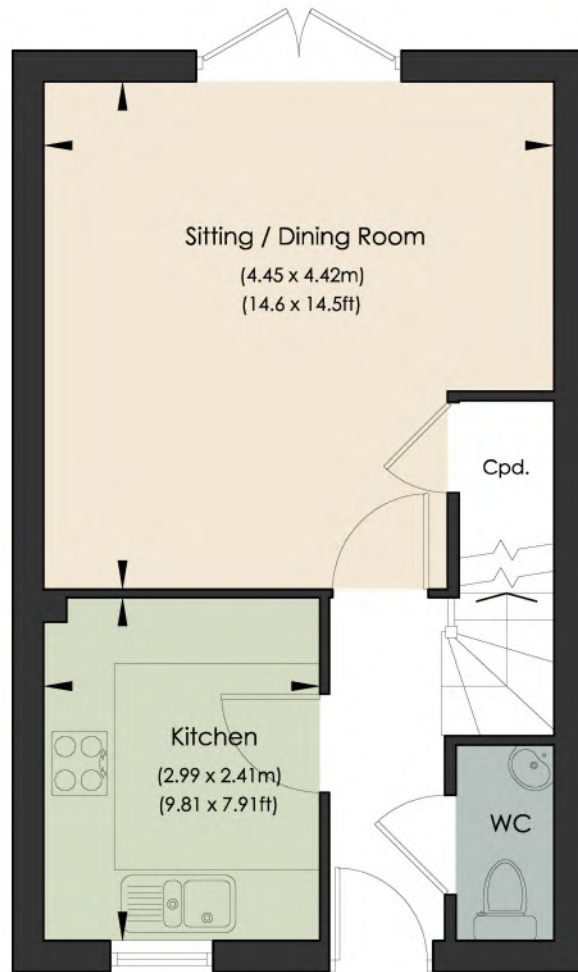 Sitting / Dining Room
(4.45 x 4.42m)
(14.6 x 14.5ft)
Cpd.
Kitchen
(2.99 x 2.41m)
(9.81 x 7.91ft)
WC